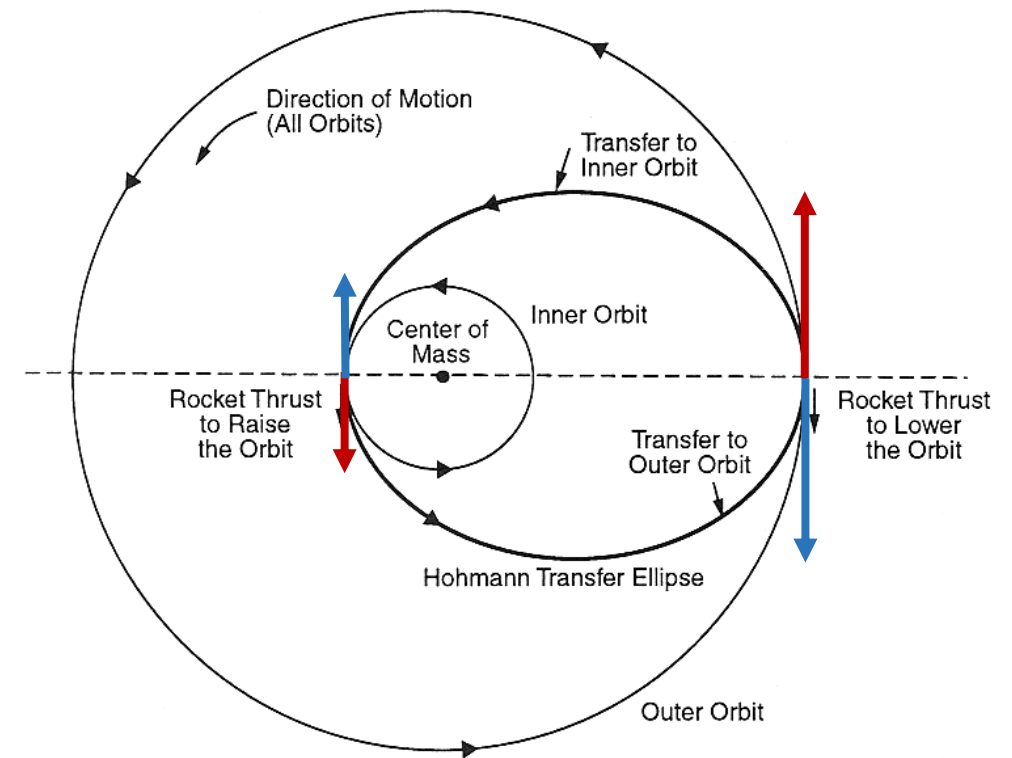 Direction of Motion
(All Orbits)
Transfer to
Inner Orbit
Inner Orbit
Center of
Mass
Rocket Thrust
to Raise
the Orbit
Rocket Thrust
to Lower
the Orbit
Transfer to
Outer Orbit
Hohmann Transfer Ellipse
Outer Orbit